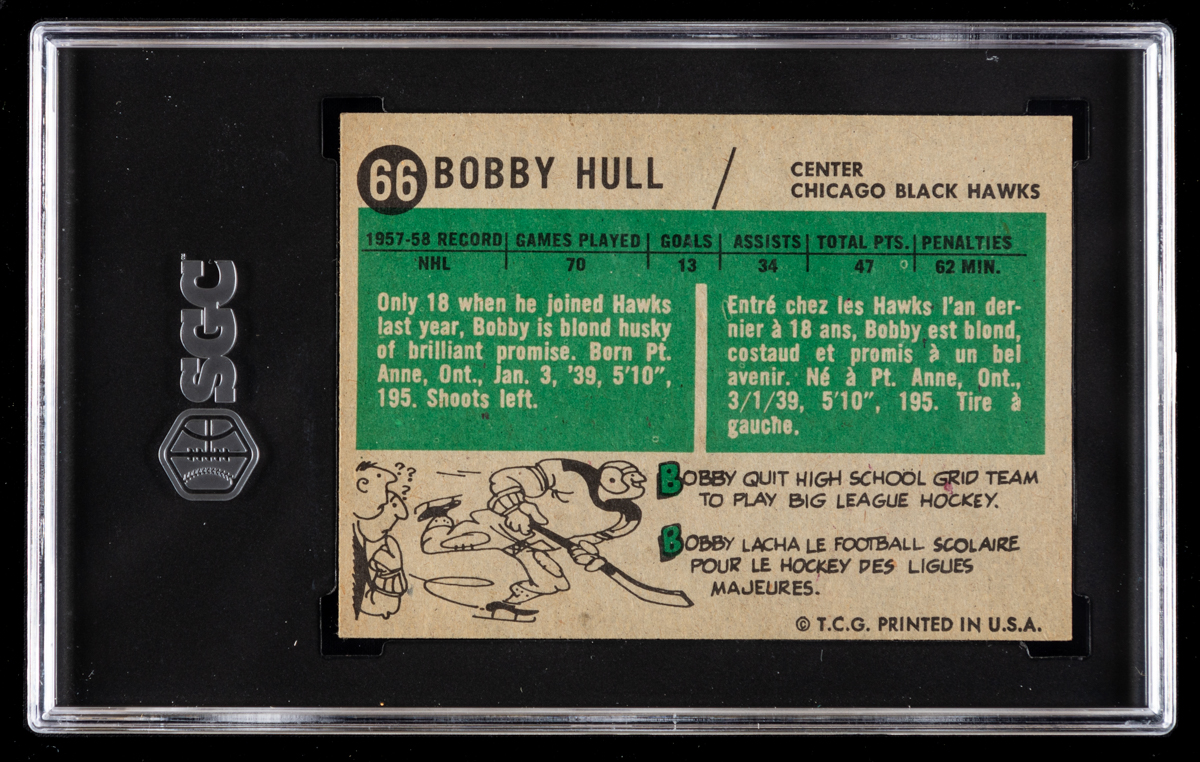 SGC
66 BOBBY HULL / CENTER
CHICAGO BLACK HAWKS
1957-58 RECORD GAMES PLAYED GOALS ASSISTS TOTAL PTS. PENALTIES
NHL 70 13 34 47 62 MIN.
Only 18 when he joined Hawks
last year, Bobby is blond husky
of brilliant promise. Born Pt.
Anne, Ont., Jan. 3, '39, 5'10",
195. Shoots left.
Entré chez les Hawks l'an der-
nier à 18 ans, Bobby est blond,
costaud et promis à un bel
avenir. Né à Pt. Anne, Ont.,
3/1/39, 5'10", 195. Tire à
gauche.
???
BOBBY QUIT HIGH SCHOOL GRID TEAM
TO PLAY BIG LEAGUE HOCKEY.
BOBBY LACHA LE FOOTBALL SCOLAIRE
POUR LE HOCKEY DES LIGUES
MAJEURES.
© T.C.G. PRINTED IN U.S.A.